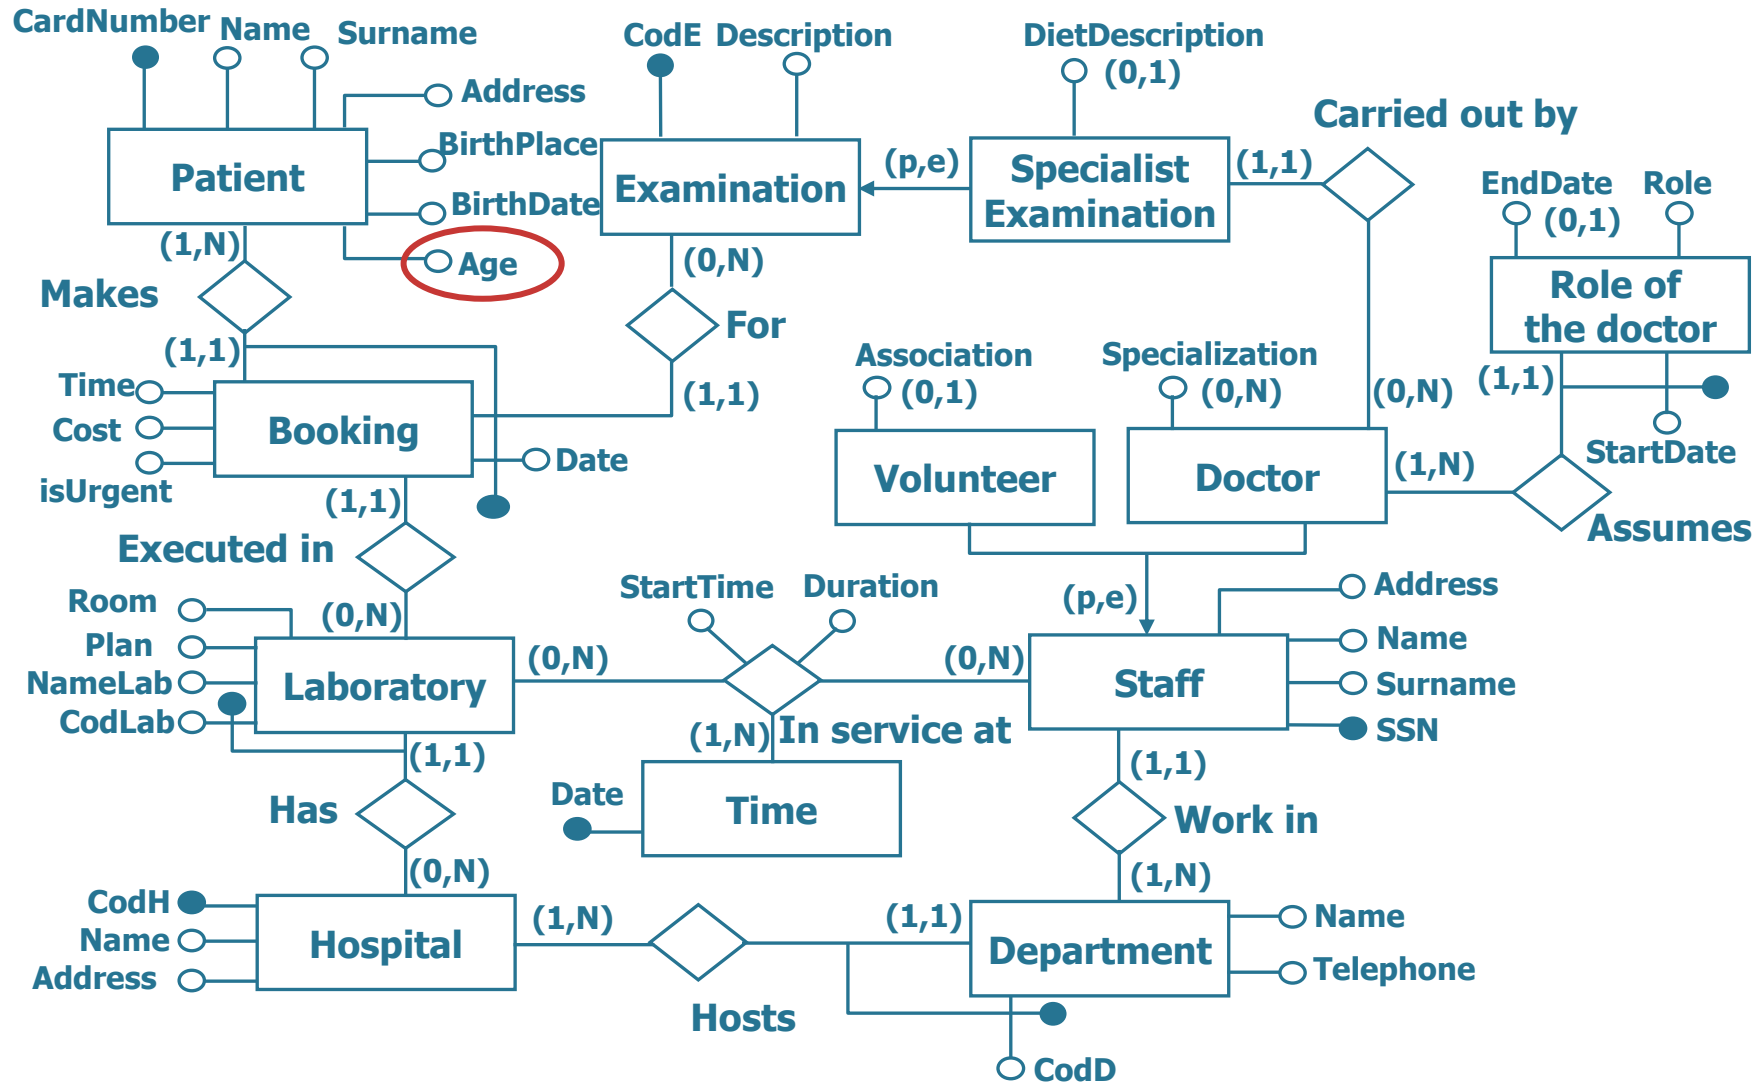 CardNumber
Name
Surname
CodE
Description
DietDescription
(0,1)
Address
Carried out by
BirthPlace
Patient
Examination
(p,e)
Specialist
Examination
(1,1)
EndDate
(0,1)
Role
BirthDate
(1,N)
Age
(0,N)
Role of
the doctor
Makes
For
(1,1)
Association
(0,1)
Specialization
(0,N)
(1,1)
Time
(1,1)
(0,N)
Cost
Booking
Date
isUrgent
Volunteer
Doctor
(1,N)
StartDate
(1,1)
Executed in
Assumes
StartTime
Duration
Room
(0,N)
(p,e)
Address
Plan
Name
NameLab
Laboratory
(0,N)
(0,N)
Staff
Surname
CodLab
SSN
(1,1)
(1,N)
In service at
(1,1)
Has
Date
Time
Work in
(0,N)
(1,N)
CodH
(1,N)
(1,1)
Name
Name
Hospital
Department
Address
Telephone
Hosts
CodD